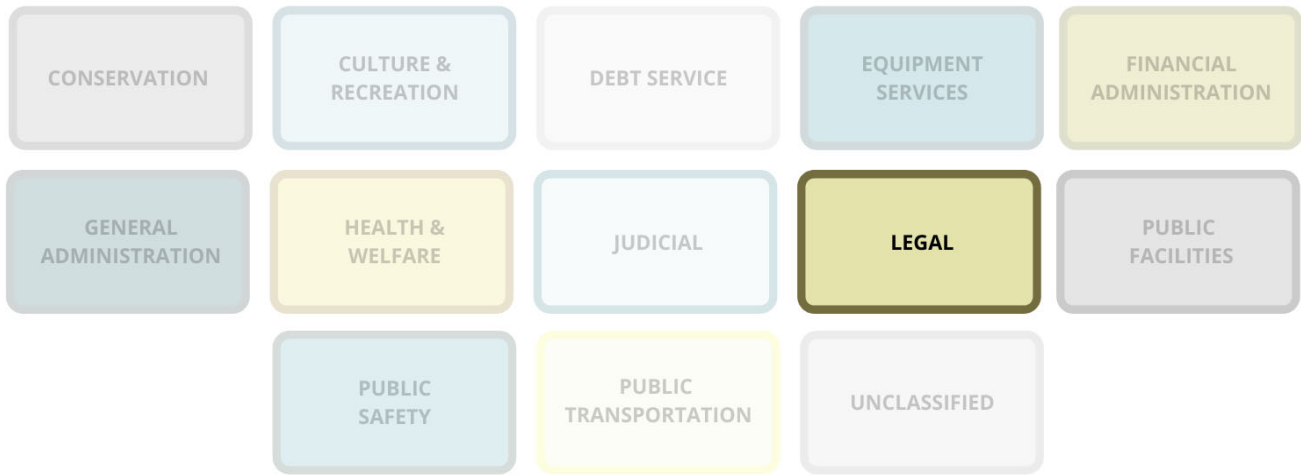 CONSERVATION
CULTURE &
RECREATION
DEBT SERVICE
EQUIPMENT
SERVICES
FINANCIAL
ADMINISTRATION
GENERAL
ADMINISTRATION
HEALTH &
WELFARE
JUDICIAL
LEGAL
PUBLIC
FACILITIES
PUBLIC
SAFETY
PUBLIC
TRANSPORTATION
UNCLASSIFIED